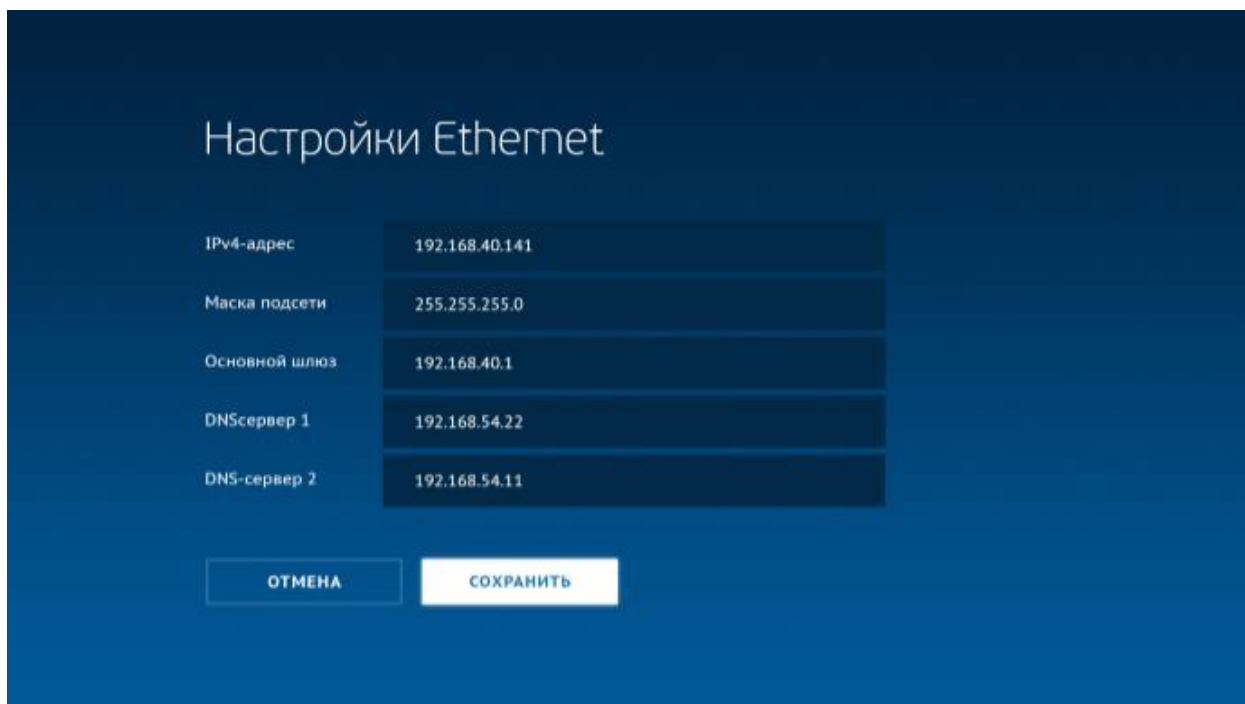 Настройки Ethernet
IPv4-адрес 192.168.40.141
Маска подсети 255.255.255.0
Основной шлюз 192.168.40.1
DNSсервер 1 192.168.54.22
DNS-сервер 2 192.168.54.11
ОТМЕНА СОХРАНИТЬ